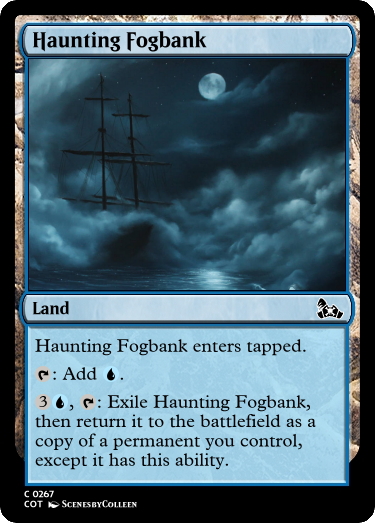 Haunting Fogbank
Land
Haunting Fogbank enters tapped.
: Add .
3 , : Exile Haunting Fogbank,
then return it to the battlefield as a
copy of a permanent you control,
except it has this ability.
C 0267
COT ScenesbyColleen